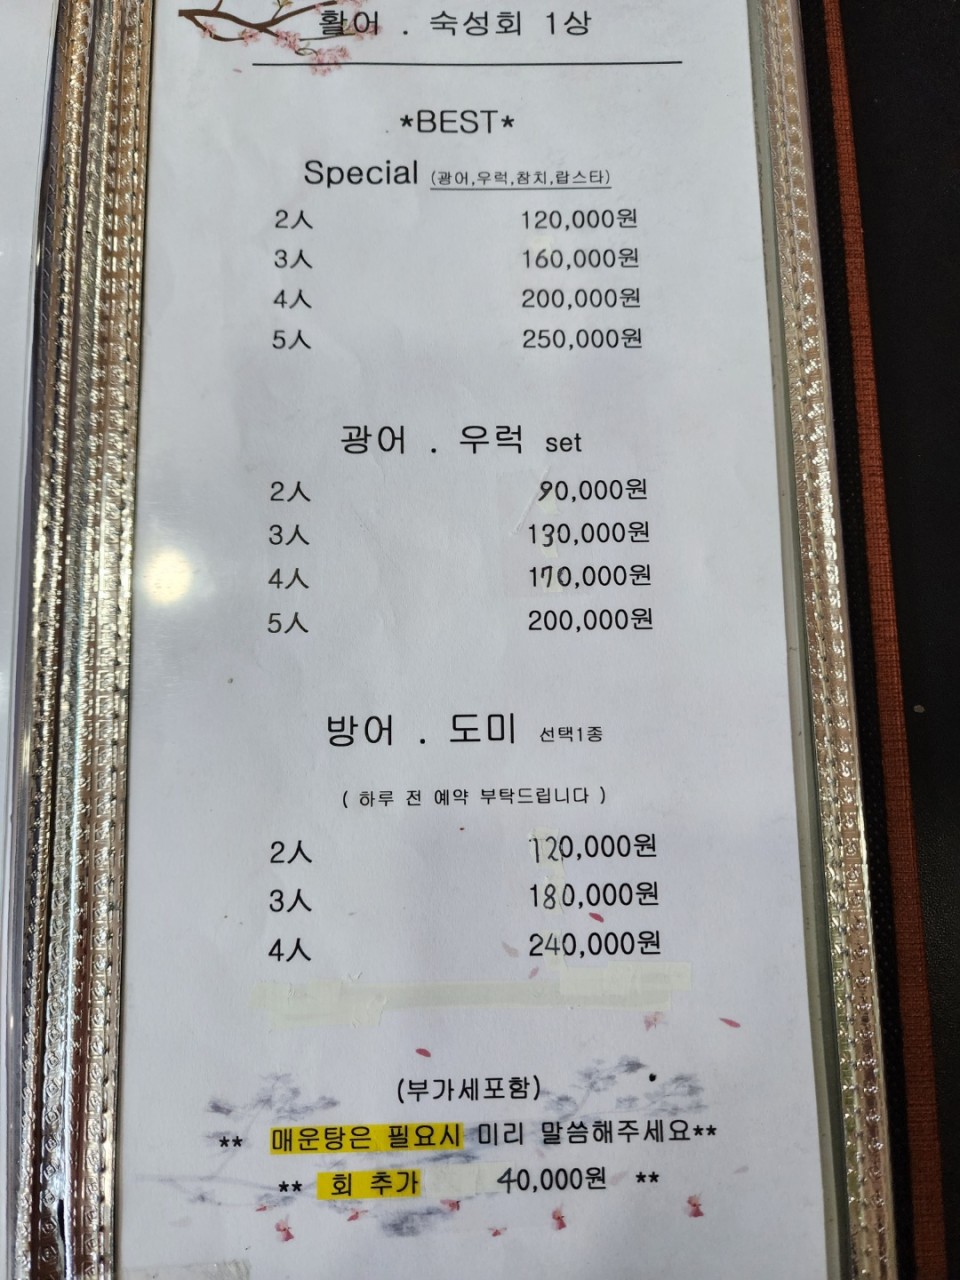 활어 . 숙성회 1상
*BEST*
Special (광어,우럭,참치,랍스타)
2人 120,000원
3人 160,000원
4人 200,000원
5人 250,000원
광어 . 우럭 set
2人 90,000원
3人 130,000원
4人 170,000원
5人 200,000원
방어 . 도미 선택1종
( 하루 전 예약 부탁드립니다 )
2人 120,000원
3人 180,000원
4人 240,000원
(부가세포함)
** 매운탕은 필요시 미리 말씀해주세요**
** 회 추가 40,000원 **